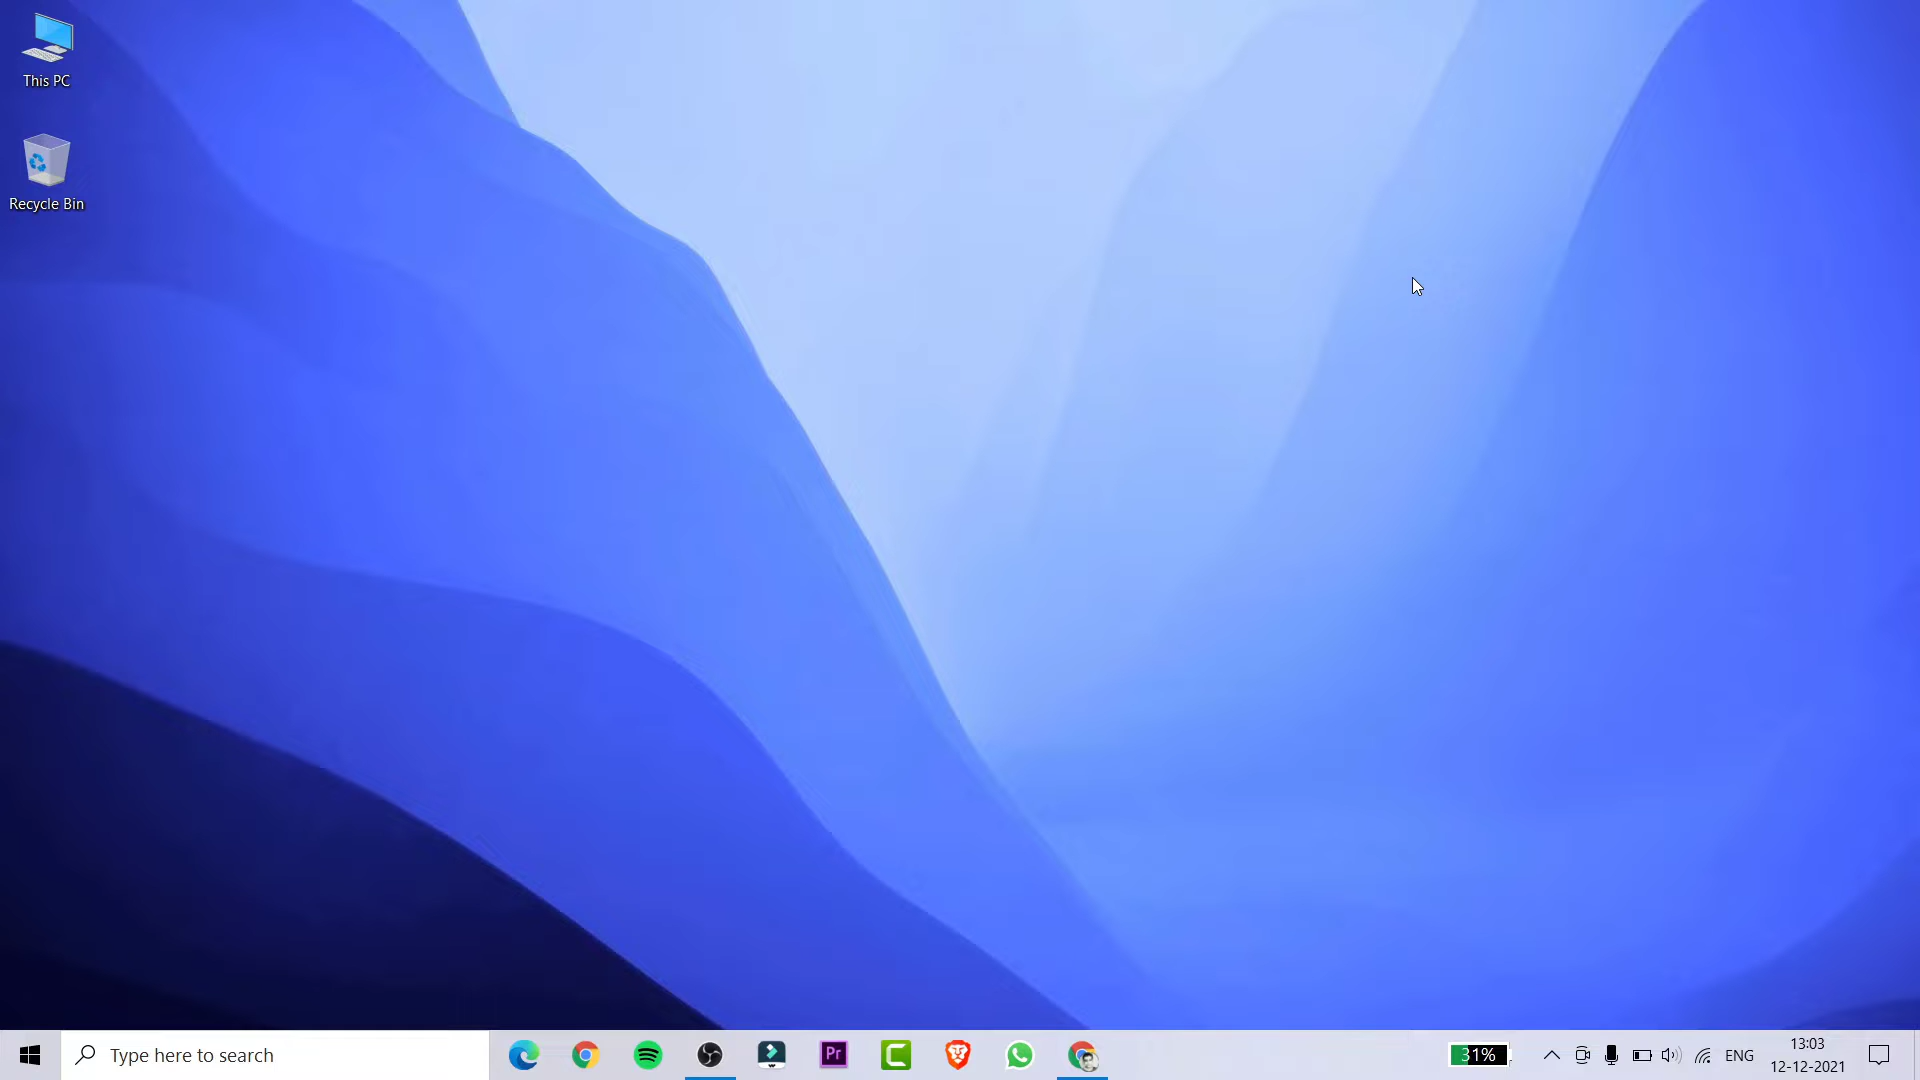 This PC
Recycle Bin
Type here to search
Pr
31%
ENG
13:03
12-12-2021